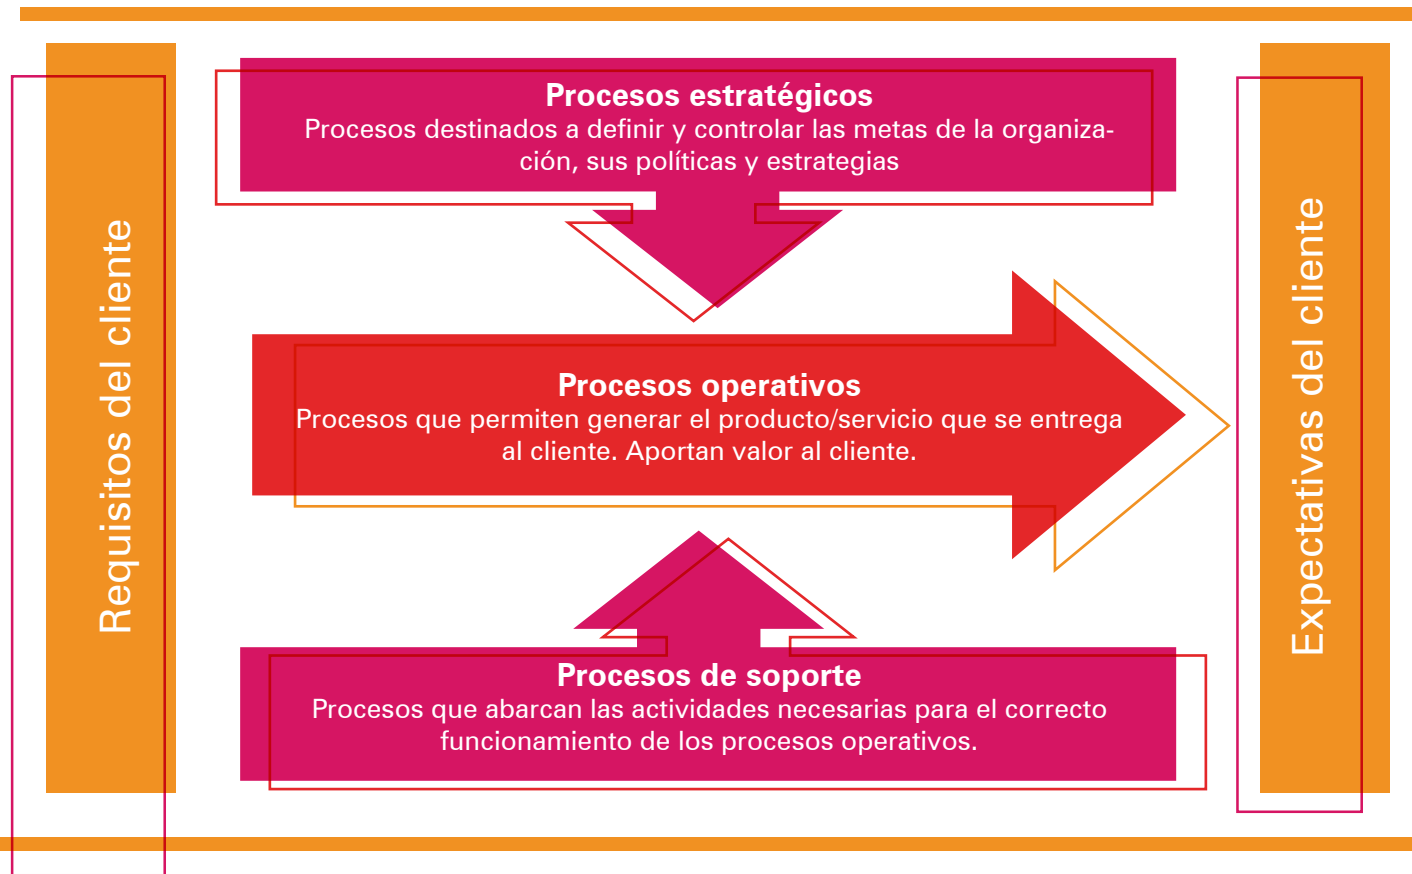 Requisitos del cliente
Procesos estratégicos
Procesos destinados a definir y controlar las metas de la organiza-
ción, sus políticas y estrategias
Procesos operativos
Procesos que permiten generar el producto/servicio que se entrega
al cliente. Aportan valor al cliente.
Procesos de soporte
Procesos que abarcan las actividades necesarias para el correcto
funcionamiento de los procesos operativos.
Expectativas del cliente